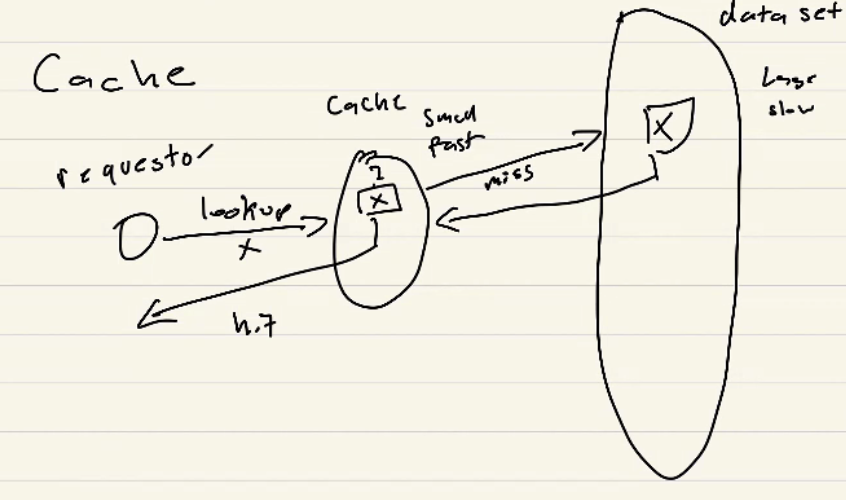 data set
Cache
Large
slow
Cache
Small
fast
requestor
?
X
X
miss
lookup
X
hit